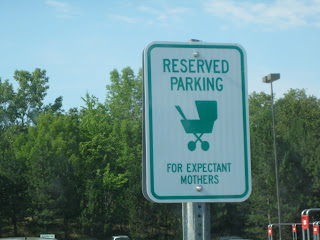 RESERVED
PARKING
FOR EXPECTANT
MOTHERS